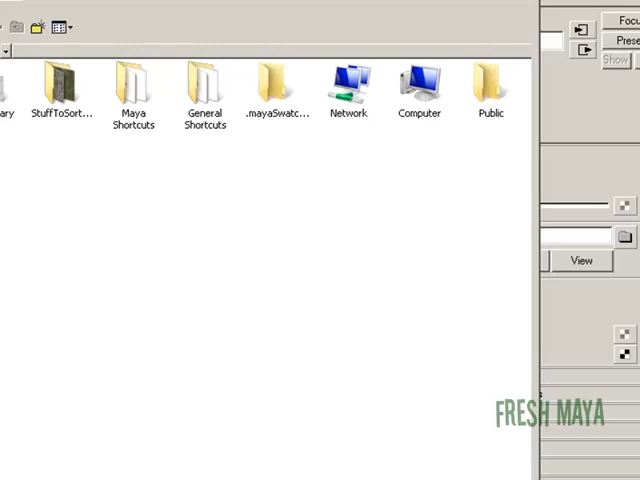 Focu
Prese
Show
ary
StuffToSort...
Maya
Shortcuts
General
Shortcuts
.mayaSwatc...
Network
Computer
Public
View
s
FRESH MAYA